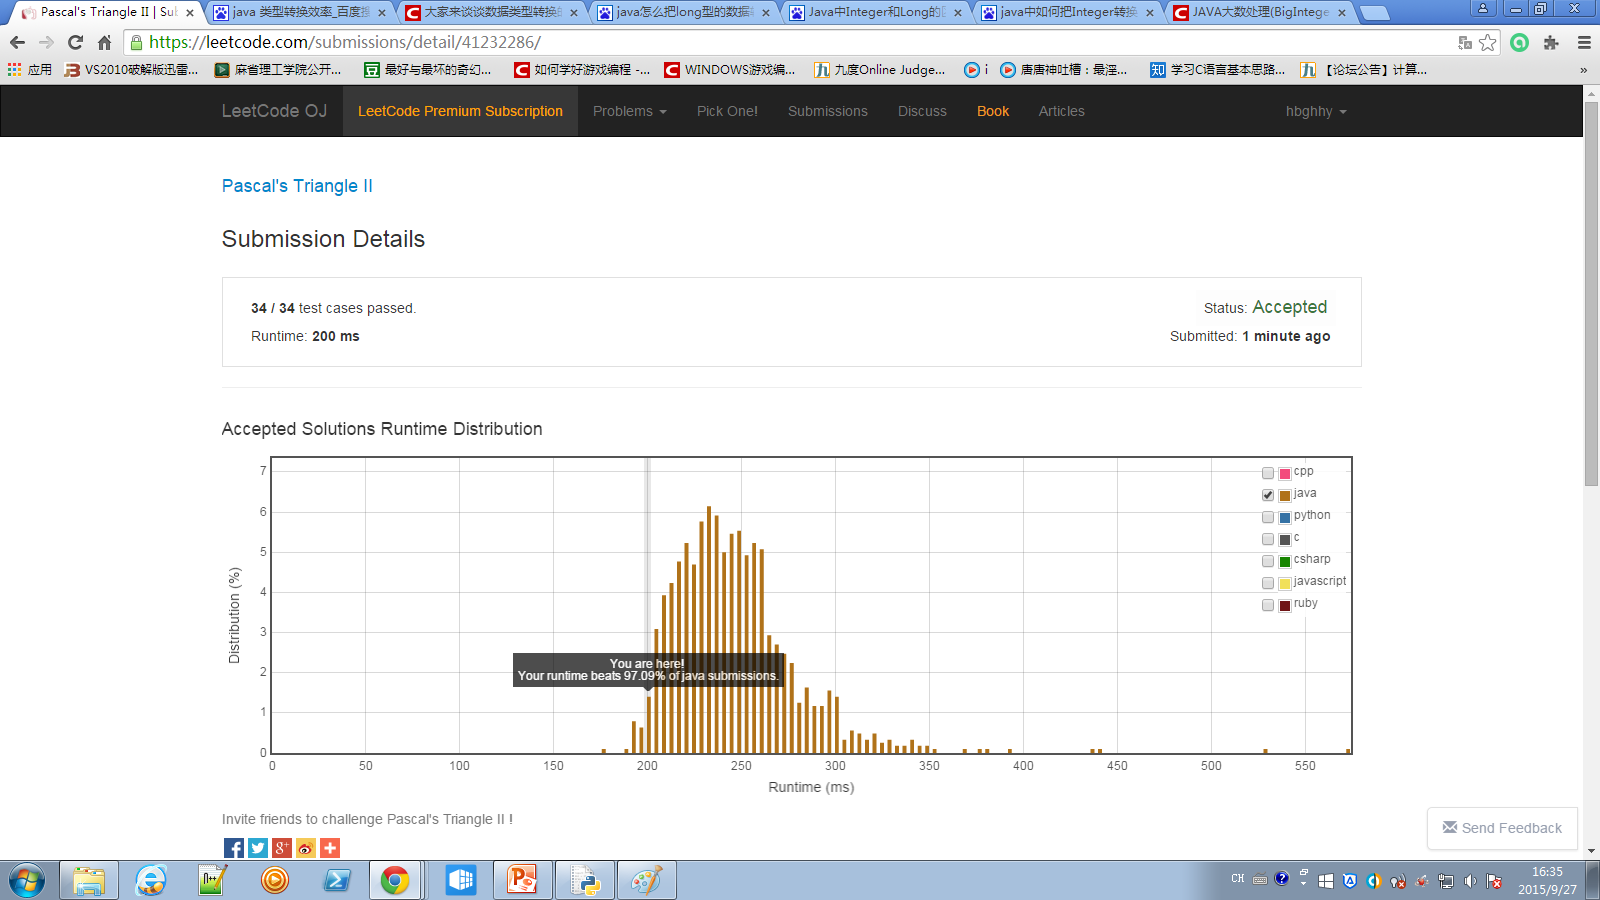 Pascal's Triangle II | Sub
java 类型转换效率_百度搜
大家来谈谈数据类型转换的
java怎么把long型的数据
Java中Integer和Long的
java中如何把Integer转换
JAVA大数处理(BigIntege
https://leetcode.com/submissions/detail/41232286/
应用
VS2010破解版迅雷...
麻省理工学院公开...
最好与最坏的奇幻...
如何学好游戏编程 -...
WINDOWS游戏编...
九度Online Judge...
i
唐唐神吐槽：最淫...
学习C语言基本思路...
【论坛公告】计算...
»
LeetCode OJ
LeetCode Premium Subscription
Problems
Pick One!
Submissions
Discuss
Book
Articles
hbghhy
Pascal's Triangle II
Submission Details
34 / 34 test cases passed.
Status: Accepted
Runtime: 200 ms
Submitted: 1 minute ago
Accepted Solutions Runtime Distribution
7
6
5
4
3
2
1
0
Distribution (%)
cpp
java
python
c
csharp
javascript
ruby
You are here!
Your runtime beats 97.09% of java submissions.
0 50 100 150 200 250 300 350 400 450 500 550
Runtime (ms)
Invite friends to challenge Pascal's Triangle II !
Send Feedback
CH
16:35
2015/9/27